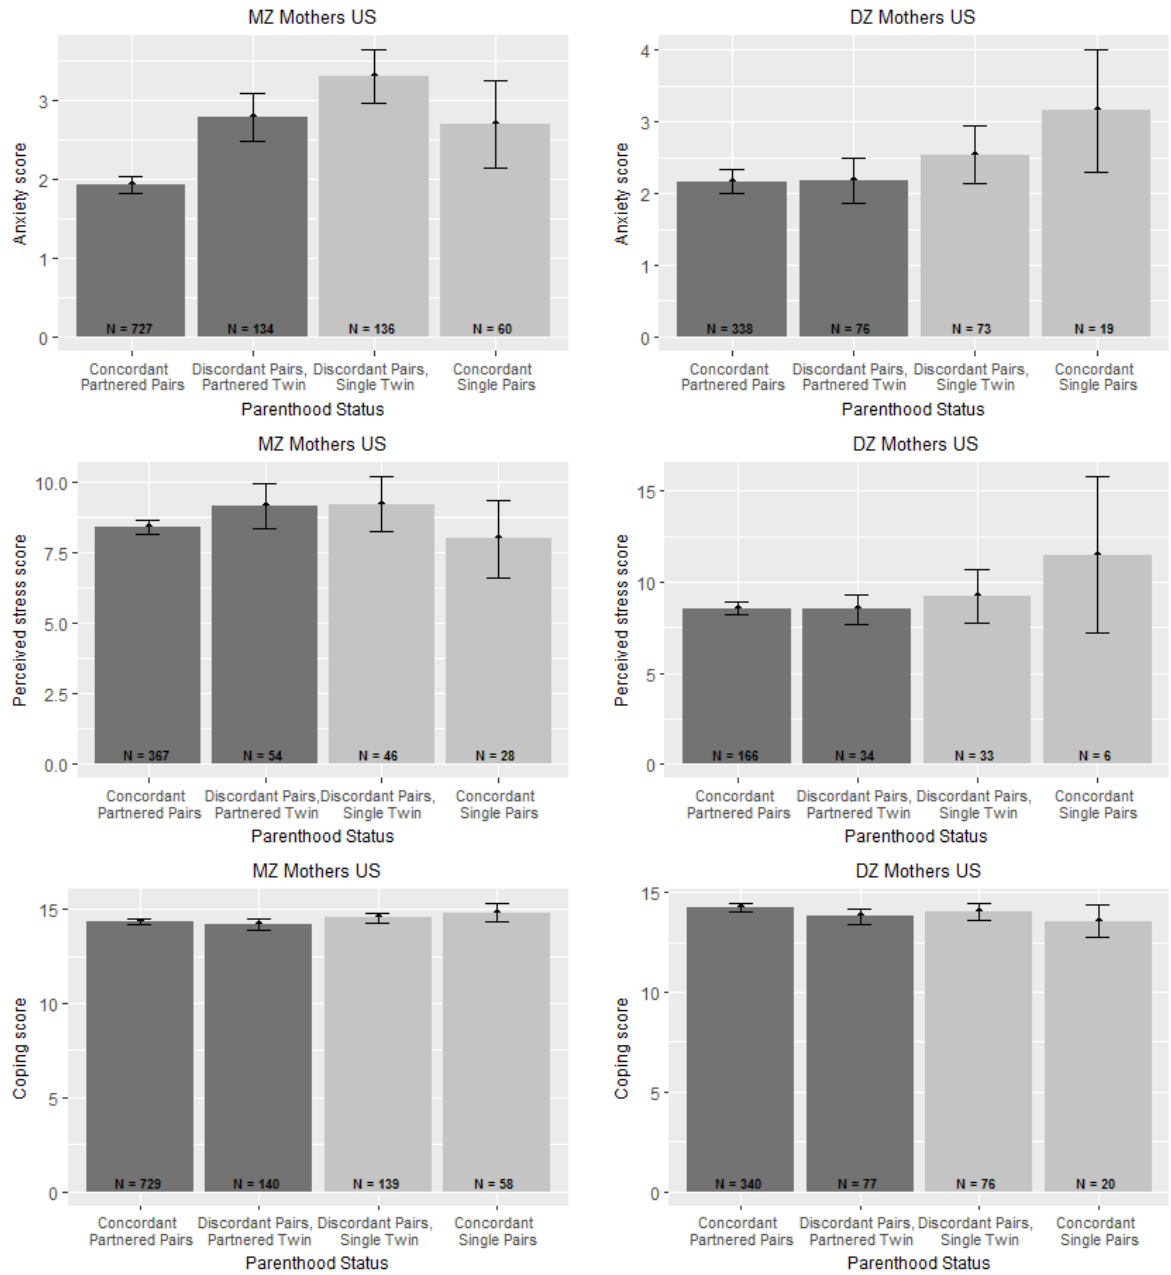 MZ Mothers US
Anxiety score
3
2
1
0
N = 727
N = 134
N = 136
N = 60
Concordant Partnered Pairs
Discordant Pairs, Partnered Twin
Discordant Pairs, Single Twin
Concordant Single Pairs
Parenthood Status
DZ Mothers US
Anxiety score
4
3
2
1
0
N = 338
N = 76
N = 73
N = 19
Concordant Partnered Pairs
Discordant Pairs, Partnered Twin
Discordant Pairs, Single Twin
Concordant Single Pairs
Parenthood Status
MZ Mothers US
Perceived stress score
10.0
7.5
5.0
2.5
0.0
N = 367
N = 54
N = 46
N = 28
Concordant Partnered Pairs
Discordant Pairs, Partnered Twin
Discordant Pairs, Single Twin
Concordant Single Pairs
Parenthood Status
DZ Mothers US
Perceived stress score
15
10
5
0
N = 166
N = 34
N = 33
N = 6
Concordant Partnered Pairs
Discordant Pairs, Partnered Twin
Discordant Pairs, Single Twin
Concordant Single Pairs
Parenthood Status
MZ Mothers US
Coping score
15
10
5
0
N = 729
N = 140
N = 139
N = 58
Concordant Partnered Pairs
Discordant Pairs, Partnered Twin
Discordant Pairs, Single Twin
Concordant Single Pairs
Parenthood Status
DZ Mothers US
Coping score
15
10
5
0
N = 340
N = 77
N = 76
N = 20
Concordant Partnered Pairs
Discordant Pairs, Partnered Twin
Discordant Pairs, Single Twin
Concordant Single Pairs
Parenthood Status